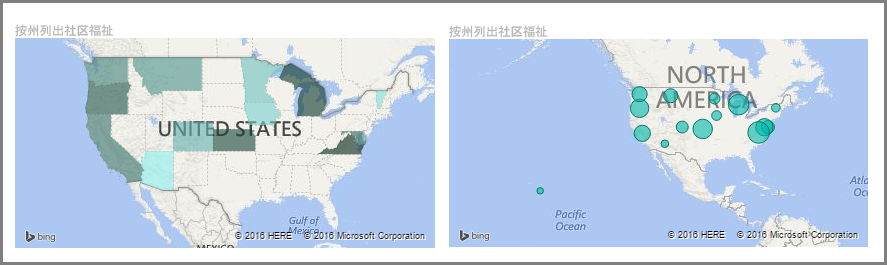 按州列出社区福祉
UNITED STATES
Gulf of
Mexico
MEXICO
bing
© 2016 HERE © 2016 Microsoft Corporation
按州列出社区福祉
NORTH
AMERICA
Pacific
Ocean
Atl
Oc
bing
© 2016 HERE © 2016 Microsoft Corporation